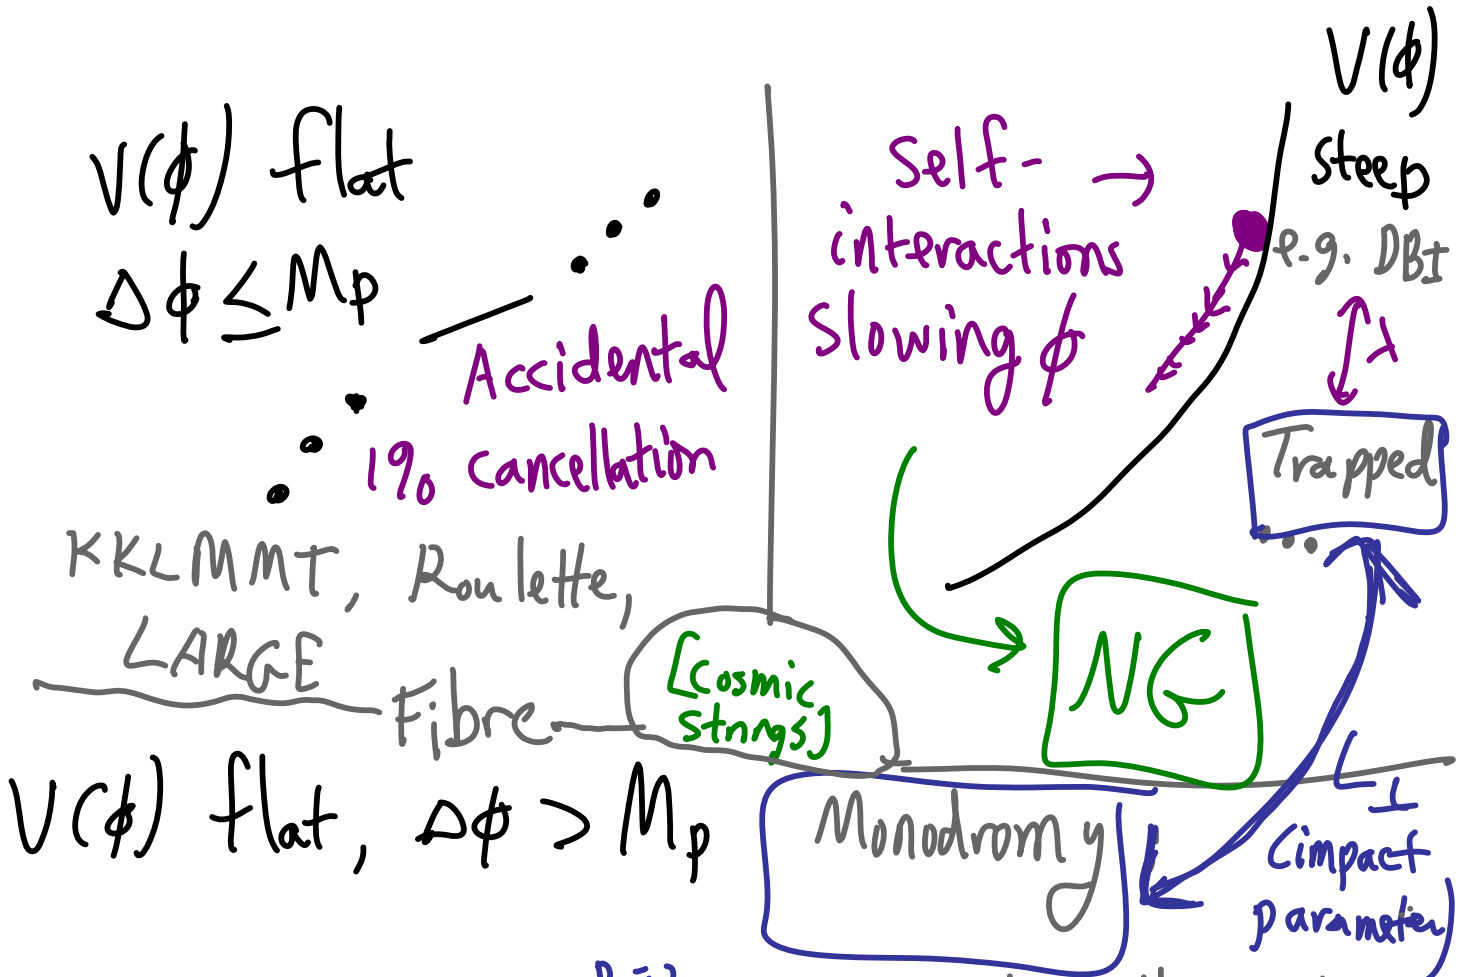 V(ϕ) flat
Δϕ ≤ Mp
Accidental
1% cancellation
KKLMMT, Roulette,
LARGE
Fibre
[Cosmic
strings]
Self- →
interactions
slowing ϕ
V(ϕ)
steep
e.g. DBI
λ
Trapped
...
NG
V(ϕ) flat, Δϕ > Mp
Monodromy
(impact
parameter)